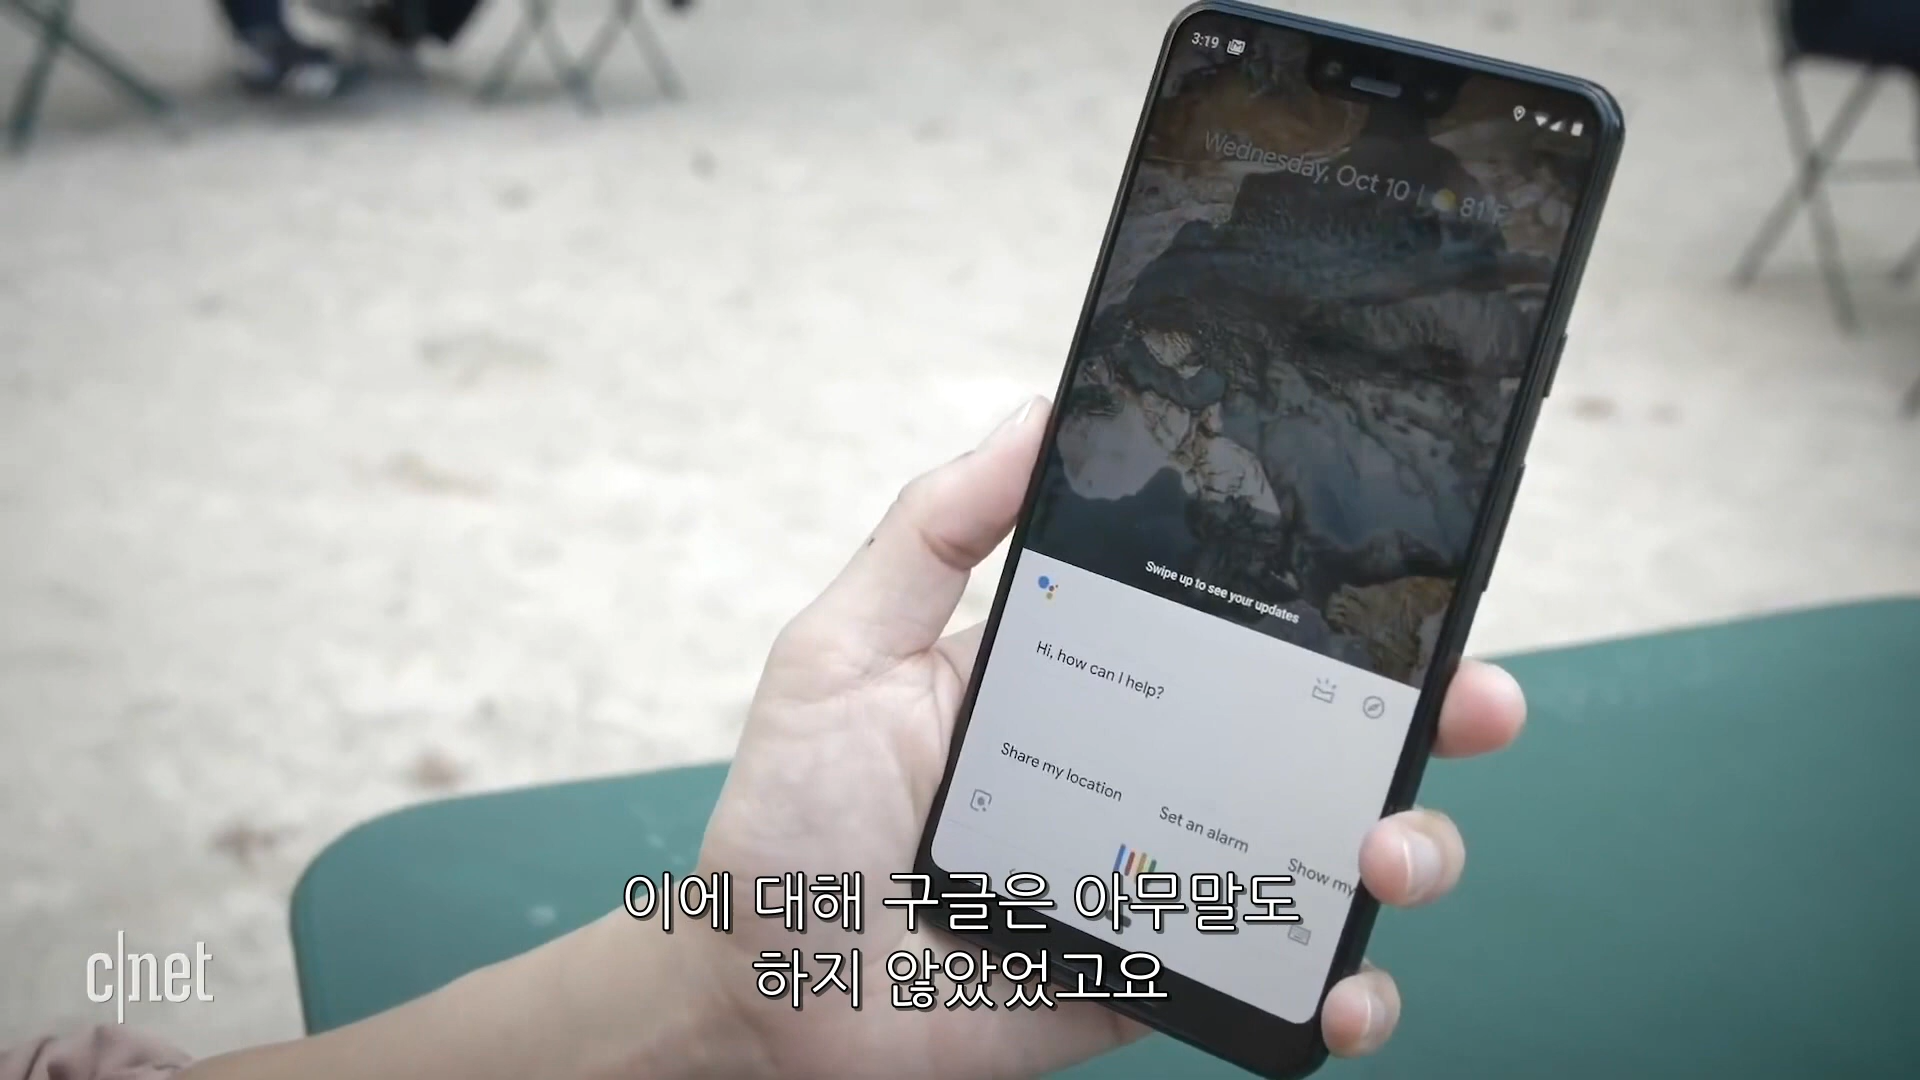 3:19
Wednesday, Oct 10 | 81°F
Swipe up to see your updates
Hi, how can I help?
Share my location
Set an alarm
Show my
이에 대해 구글은 아무말도
하지 않았었고요
c|net